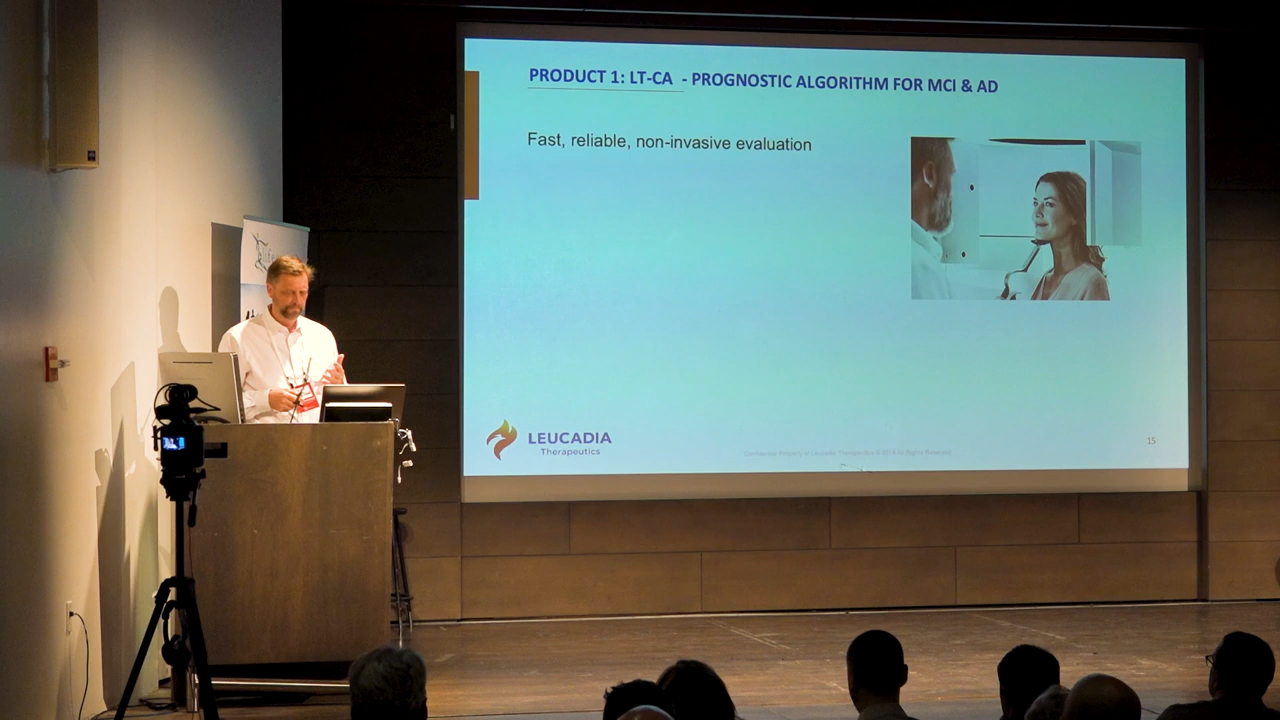 PRODUCT 1: LT-CA - PROGNOSTIC ALGORITHM FOR MCI & AD
Fast, reliable, non-invasive evaluation
LEUCADIA
Therapeutics
15